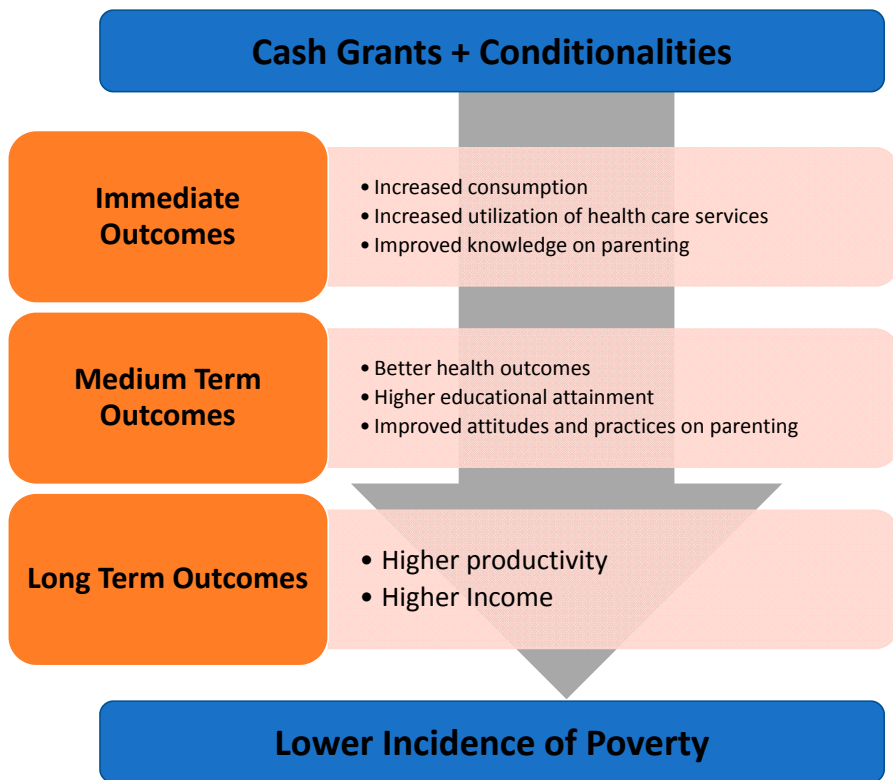 Cash Grants + Conditionalities
Immediate
Outcomes
• Increased consumption
• Increased utilization of health care services
• Improved knowledge on parenting
Medium Term
Outcomes
• Better health outcomes
• Higher educational attainment
• Improved attitudes and practices on parenting
Long Term Outcomes
• Higher productivity
• Higher Income
Lower Incidence of Poverty